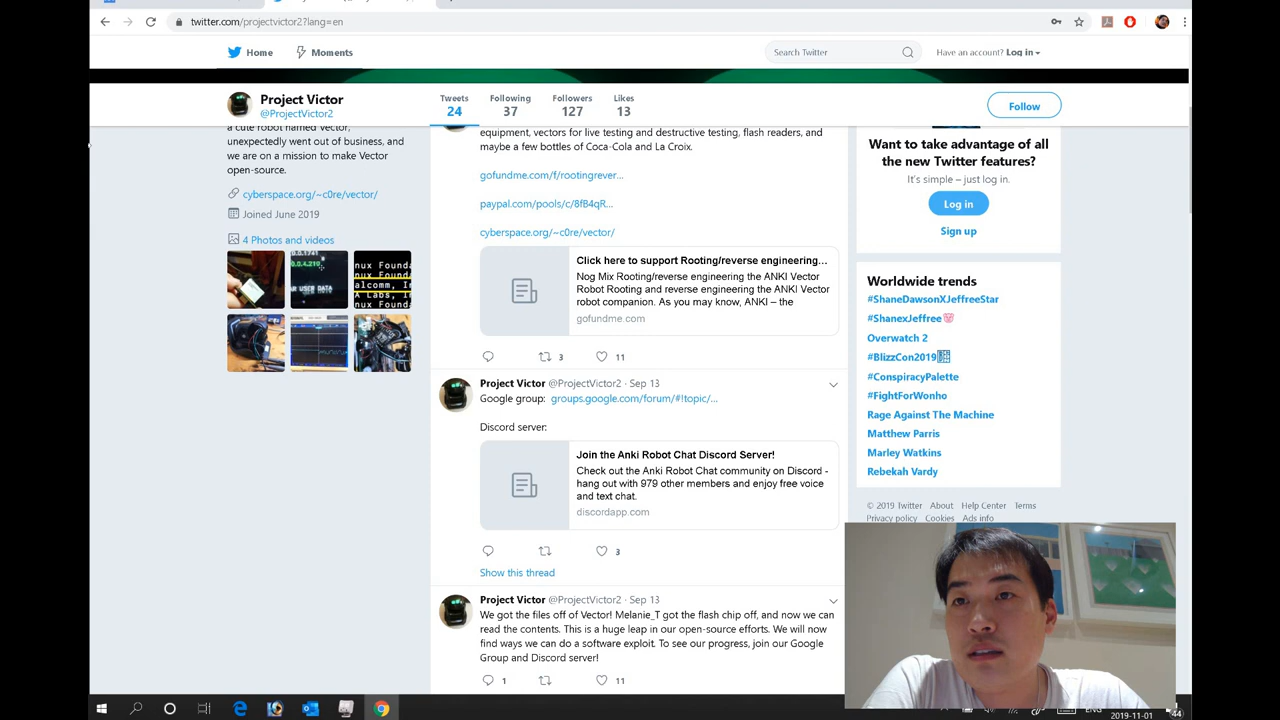 twitter.com/projectvictor2?lang=en
Home
Moments
Search Twitter
Have an account? Log in
Project Victor
@ProjectVictor2
Tweets
24
Following
37
Followers
127
Likes
13
Follow
a cute robot named Vector,
unexpectedly went out of business, and
we are on a mission to make Vector
open-source.
cyberspace.org/~c0re/vector/
Joined June 2019
4 Photos and videos
equipment, vectors for live testing and destructive testing, flash readers, and
maybe a few bottles of Coca-Cola and La Croix.
gofundme.com/f/rootingrever...
paypal.com/pools/c/8fB4qR...
cyberspace.org/~c0re/vector/
Click here to support Rooting/reverse engineering...
Nog Mix Rooting/reverse engineering the ANKI Vector
Robot Rooting and reverse engineering the ANKI Vector
robot companion. As you may know, ANKI – the
gofundme.com
3
11
Project Victor @ProjectVictor2 · Sep 13
Google group: groups.google.com/forum/#!topic/...
Discord server:
Join the Anki Robot Chat Discord Server!
Check out the Anki Robot Chat community on Discord -
hang out with 979 other members and enjoy free voice
and text chat.
discordapp.com
3
Show this thread
Project Victor @ProjectVictor2 · Sep 13
We got the files off of Vector! Melanie_T got the flash chip off, and now we can
read the contents. This is a huge leap in our open-source efforts. We will now
find ways we can do a software exploit. To see our progress, join our Google
Group and Discord server!
1
11
Want to take advantage of all
the new Twitter features?
It's simple – just log in.
Log in
Sign up
Worldwide trends
#ShaneDawsonXJeffreeStar
#ShanexJeffree
Overwatch 2
#BlizzCon2019
#ConspiracyPalette
#FightForWonho
Rage Against The Machine
Matthew Parris
Marley Watkins
Rebekah Vardy
© 2019 Twitter About Help Center Terms
Privacy policy Cookies Ads info
ENG
2019-11-01
44